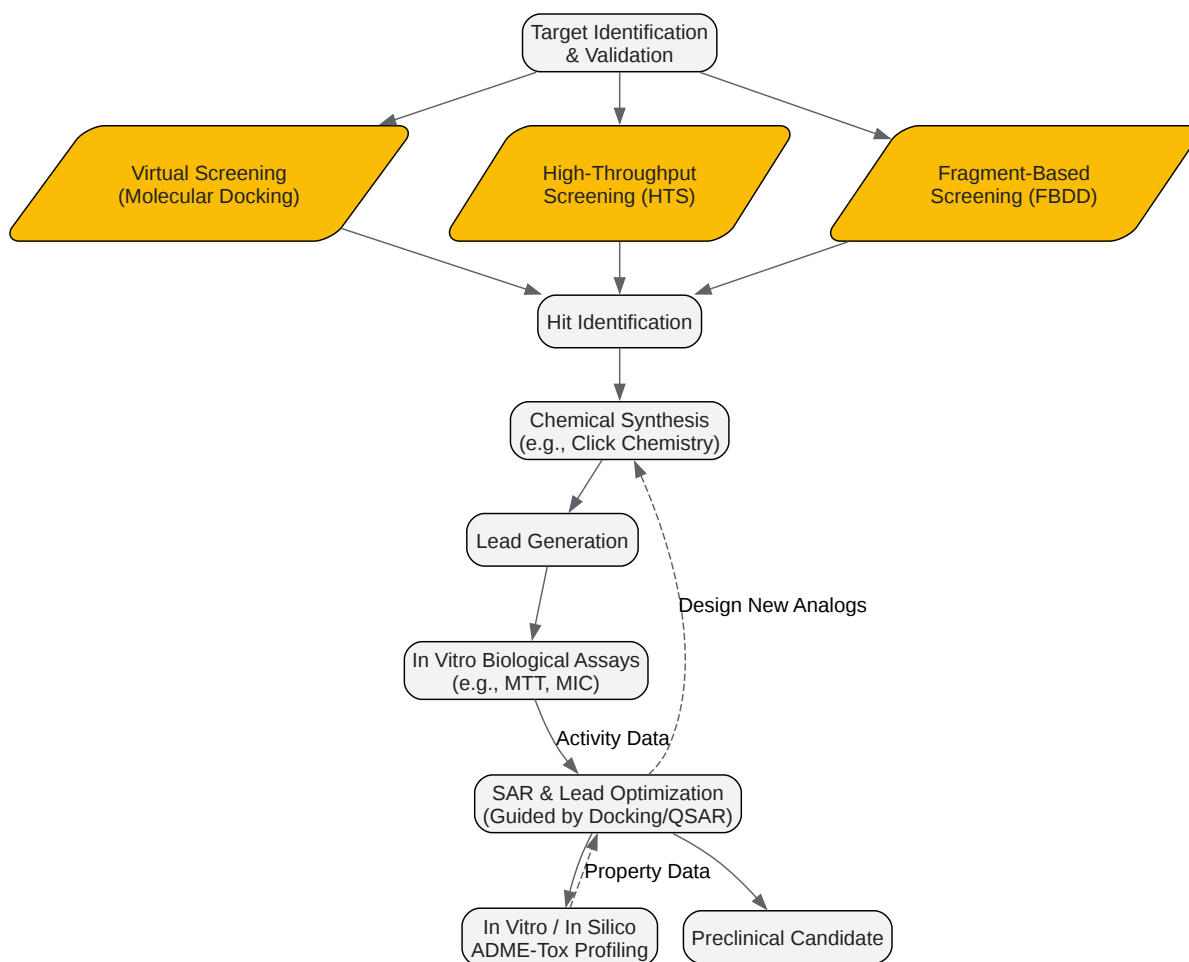 Target Identification
& Validation
Virtual Screening
(Molecular Docking)
High-Throughput
Screening (HTS)
Fragment-Based
Screening (FBDD)
Hit Identification
Chemical Synthesis
(e.g., Click Chemistry)
Lead Generation
Design New Analogs
In Vitro Biological Assays
(e.g., MTT, MIC)
Activity Data
SAR & Lead Optimization
(Guided by Docking/QSAR)
Property Data
In Vitro / In Silico
ADME-Tox Profiling
Preclinical Candidate